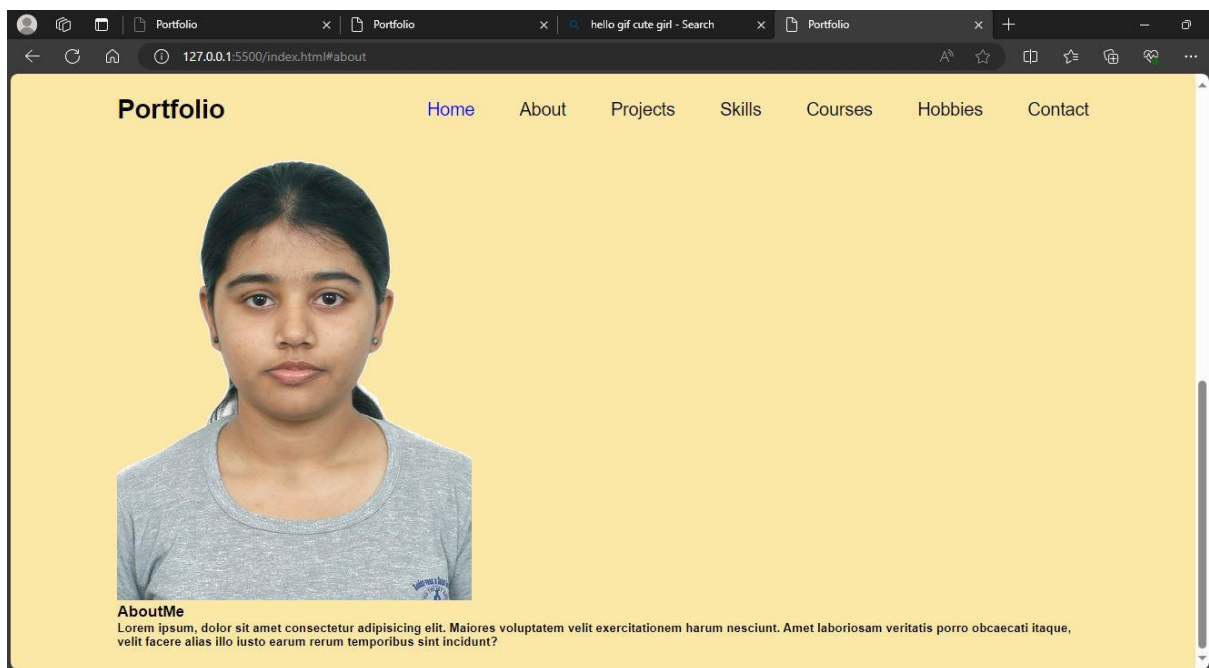 Portfolio
Portfolio
hello gif cute girl - Search
Portfolio
127.0.0.1:5500/index.html#about
Portfolio Home About Projects Skills Courses Hobbies Contact
AboutMe
Lorem ipsum, dolor sit amet consectetur adipisicing elit. Maiores voluptatem velit exercitationem harum nesciunt. Amet laboriosam veritatis porro obcaecati itaque,
velit facere alias illo iusto earum rerum temporibus sint incidunt?